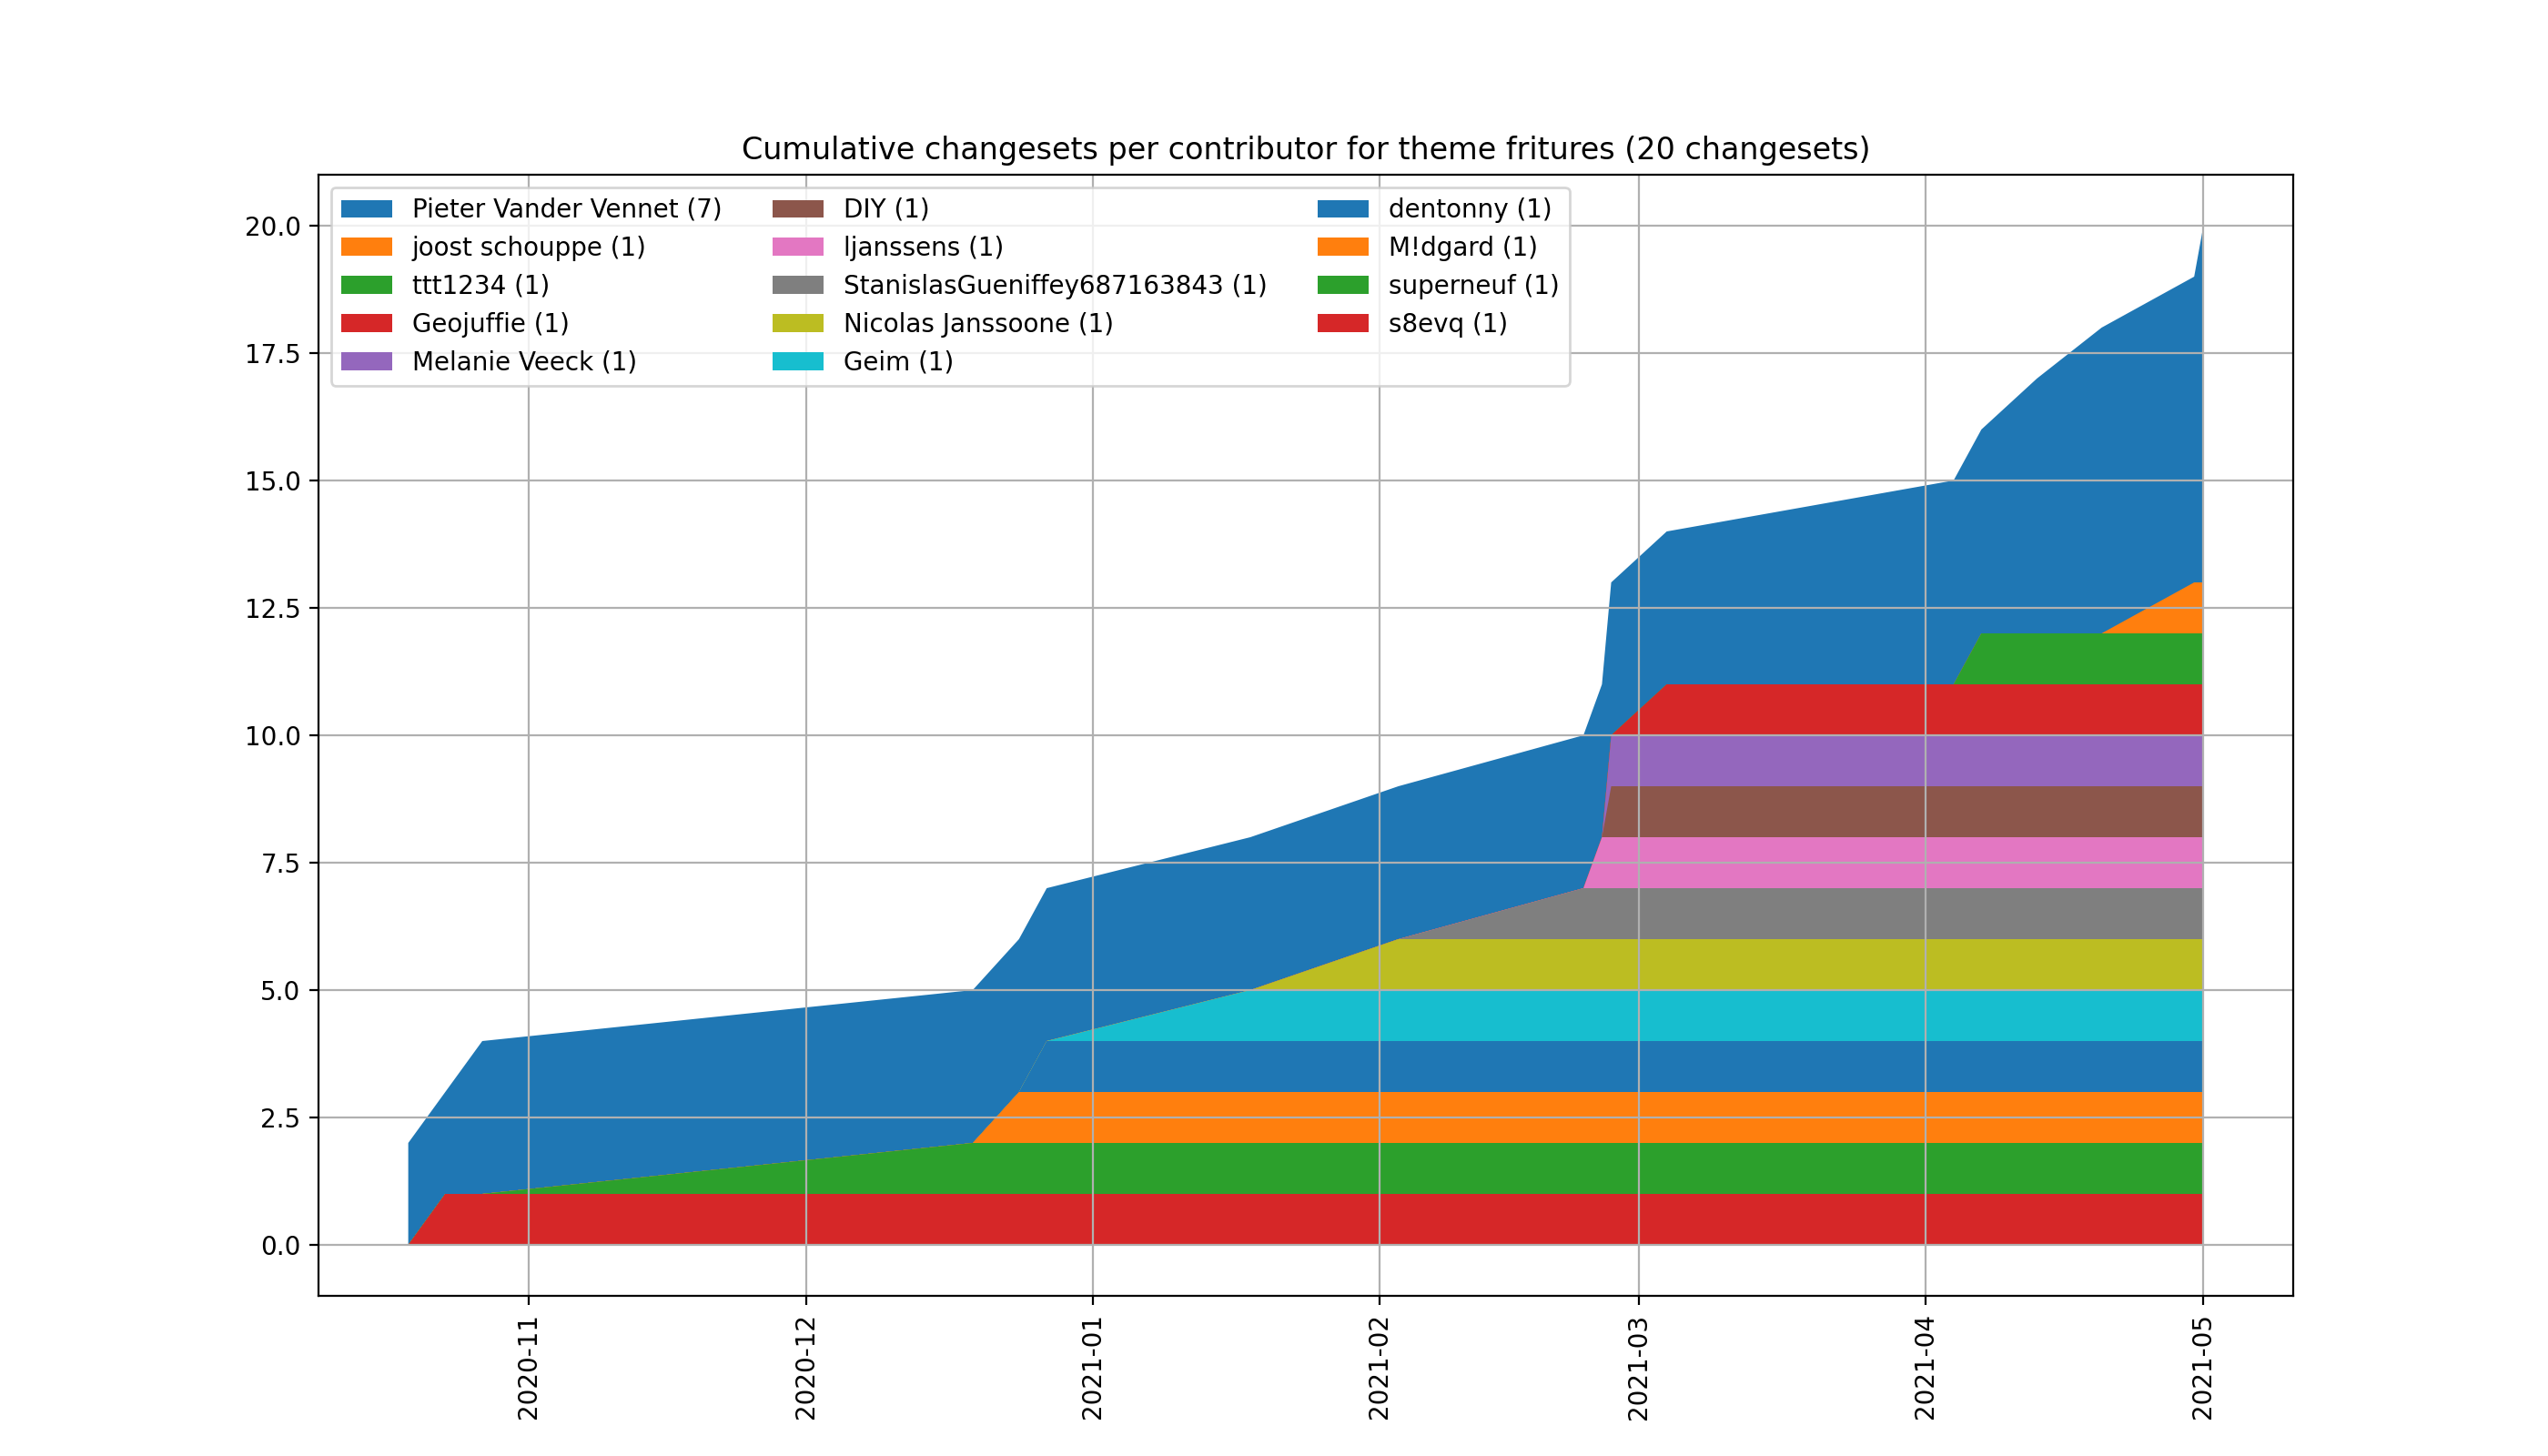 Cumulative changesets per contributor for theme fritures (20 changesets)
Pieter Vander Vennet (7)
joost schouppe (1)
ttt1234 (1)
Geojuffie (1)
Melanie Veeck (1)
DIY (1)
ljanssens (1)
StanislasGueniffey687163843 (1)
Nicolas Janssoone (1)
Geim (1)
dentonny (1)
M!dgard (1)
superneuf (1)
s8evq (1)
20.0
17.5
15.0
12.5
10.0
7.5
5.0
2.5
0.0
2020-11
2020-12
2021-01
2021-02
2021-03
2021-04
2021-05